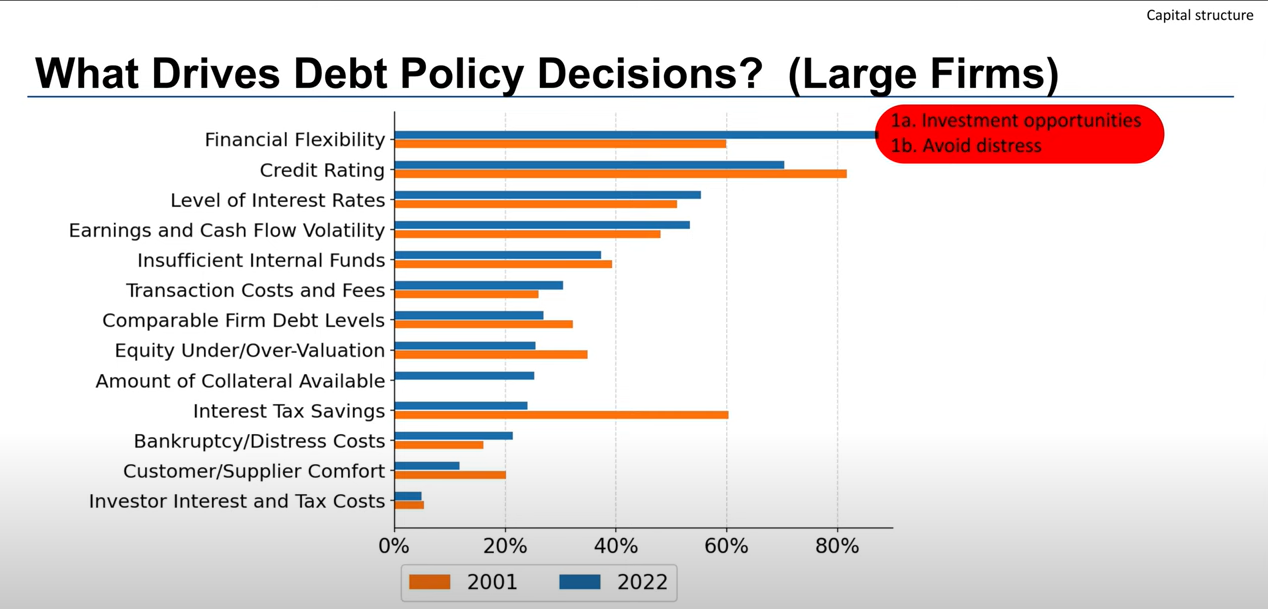 Capital structure
What Drives Debt Policy Decisions?  (Large Firms)
1a. Investment opportunities
1b. Avoid distress
Financial Flexibility
Credit Rating
Level of Interest Rates
Earnings and Cash Flow Volatility
Insufficient Internal Funds
Transaction Costs and Fees
Comparable Firm Debt Levels
Equity Under/Over-Valuation
Amount of Collateral Available
Interest Tax Savings
Bankruptcy/Distress Costs
Customer/Supplier Comfort
Investor Interest and Tax Costs
0% 20% 40% 60% 80%
2001 2022